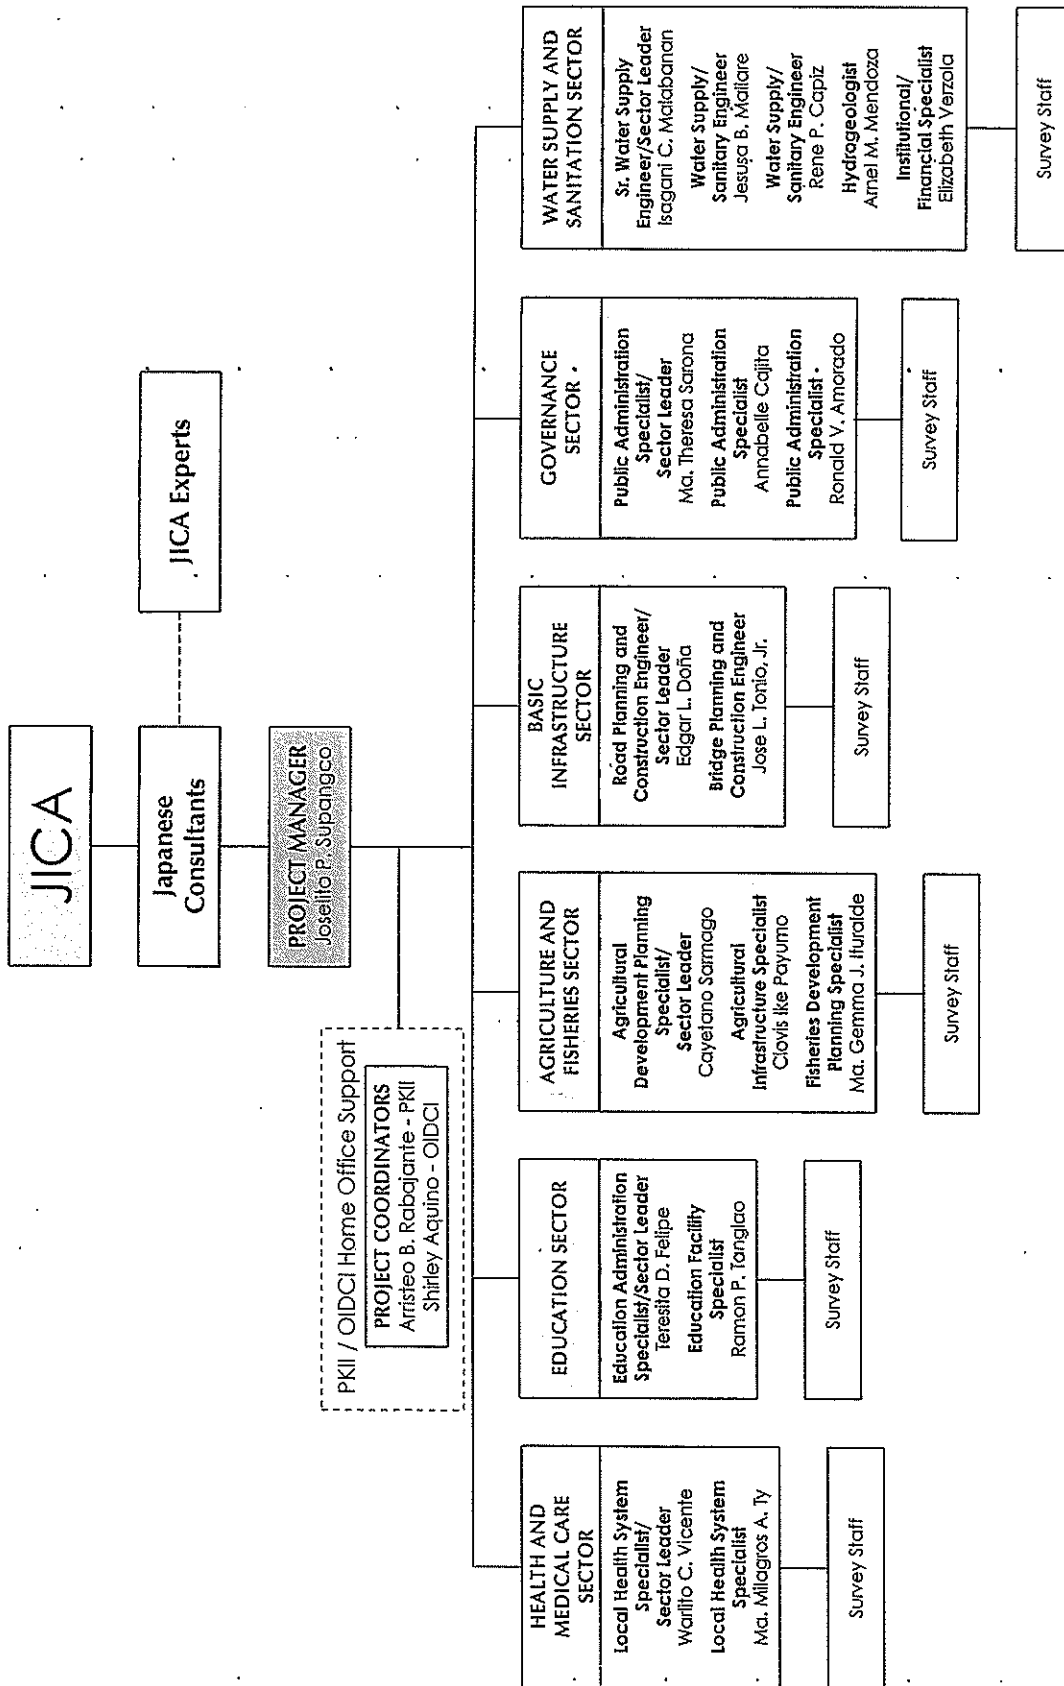 JICA
Japanese
Consultants
JICA Experts
PROJECT MANAGER
Joselito P. Supangco
PKII / OIDCI Home Office Support
PROJECT COORDINATORS
Arristeo B. Rabajante - PKII
Shirley Aquino - OIDCI
HEALTH AND
MEDICAL CARE
SECTOR
Local Health System
Specialist/
Sector Leader
Warlito C. Vicente
Local Health System
Specialist
Ma. Milagros A. Ty
Survey Staff
EDUCATION SECTOR
Education Administration
Specialist/Sector Leader
Teresita D. Felipe
Education Facility
Specialist
Ramon P. Tanglao
Survey Staff
AGRICULTURE AND
FISHERIES SECTOR
Agricultural
Development Planning
Specialist/
Sector Leader
Cayetano Sarmago
Agricultural
Infrastructure Specialist
Clovis Ike Payumo
Fisheries Development
Planning Specialist
Ma. Gemma J. Ituralde
Survey Staff
BASIC
INFRASTRUCTURE
SECTOR
Road Planning and
Construction Engineer/
Sector Leader
Edgar L. Doña
Bridge Planning and
Construction Engineer
Jose L. Tonio, Jr.
Survey Staff
GOVERNANCE
SECTOR
Public Administration
Specialist/
Sector Leader
Ma. Theresa Sarona
Public Administration
Specialist
Annabelle Cajita
Public Administration
Specialist
Ronald V. Amorado
Survey Staff
WATER SUPPLY AND
SANITATION SECTOR
Sr. Water Supply
Engineer/Sector Leader
Isagani C. Malabanan
Water Supply/
Sanitary Engineer
Jesusa B. Mailare
Water Supply/
Sanitary Engineer
Rene P. Capiz
Hydrogeologist
Arnel M. Mendoza
Institutional/
Financial Specialist
Elizabeth Verzola
Survey Staff